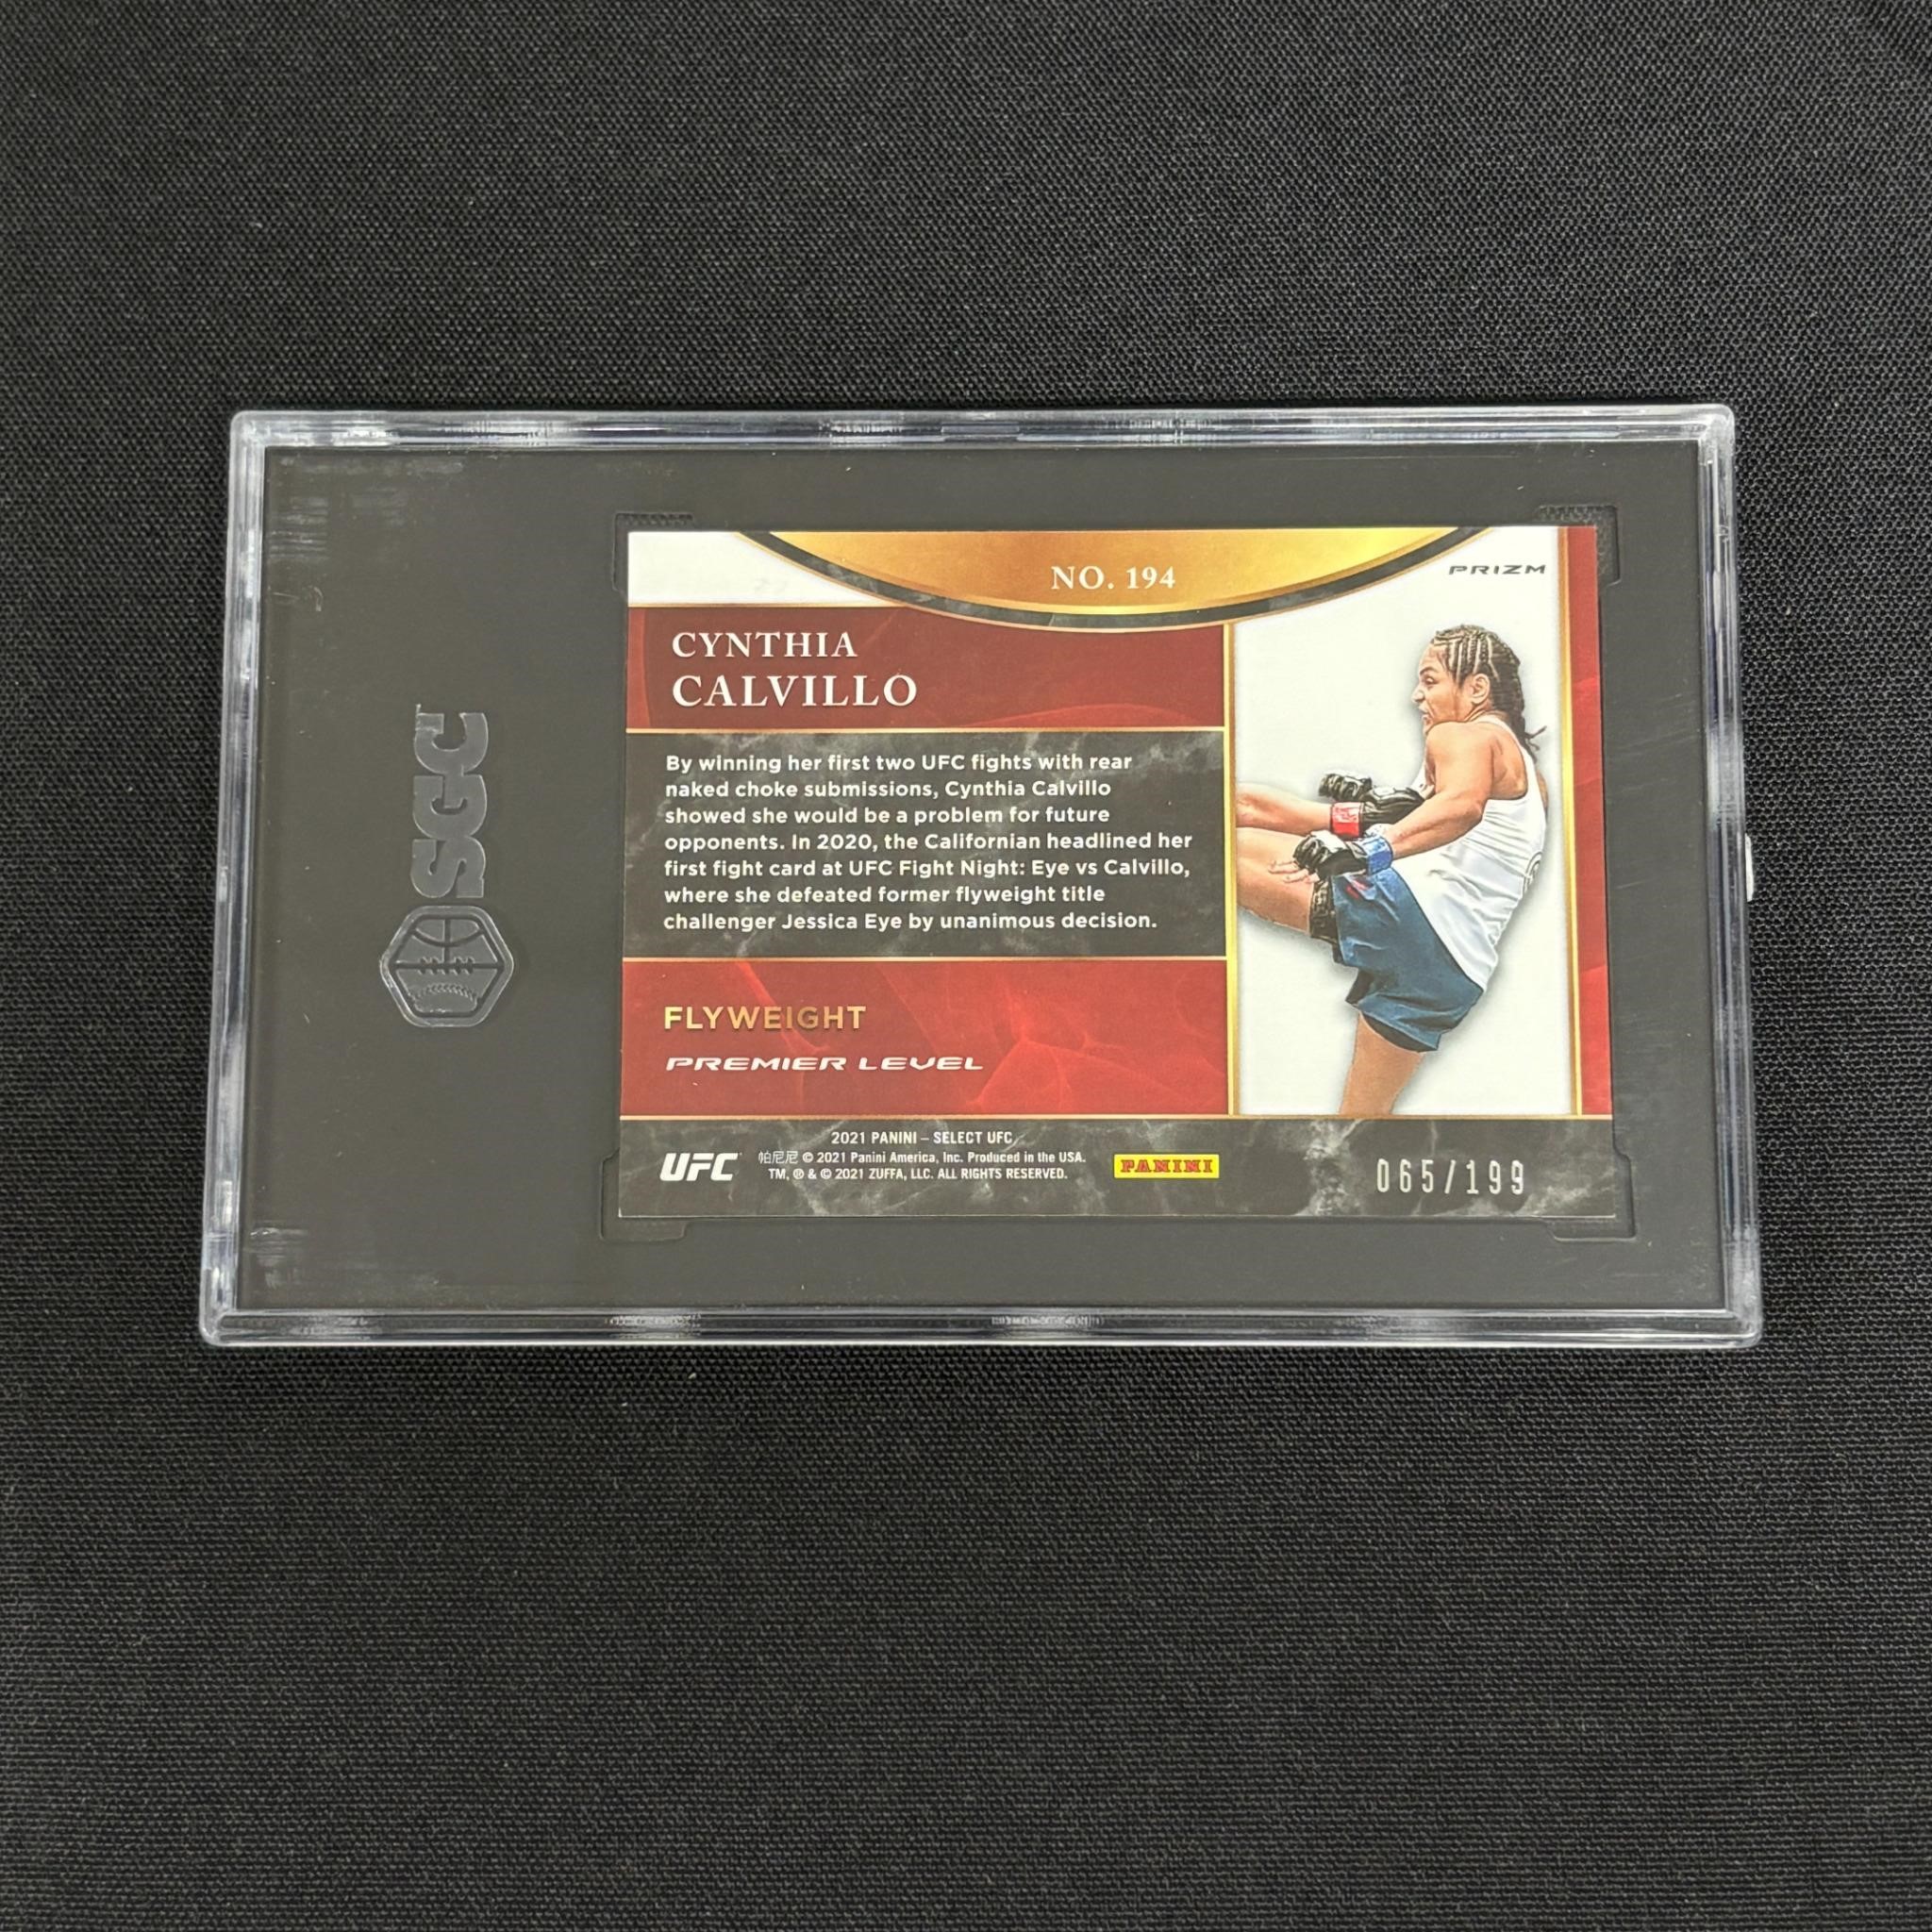 SGC
NO. 194
PRIZM
CYNTHIA
CALVILLO
By winning her first two UFC fights with rear
naked choke submissions, Cynthia Calvillo
showed she would be a problem for future
opponents. In 2020, the Californian headlined her
first fight card at UFC Fight Night: Eye vs Calvillo,
where she defeated former flyweight title
challenger Jessica Eye by unanimous decision.
FLYWEIGHT
PREMIER LEVEL
2021 PANINI – SELECT UFC
UFC
帕尼尼 © 2021 Panini America, Inc. Produced in the USA.
TM, ® & © 2021 ZUFFA, LLC. ALL RIGHTS RESERVED.
PANINI
065/199